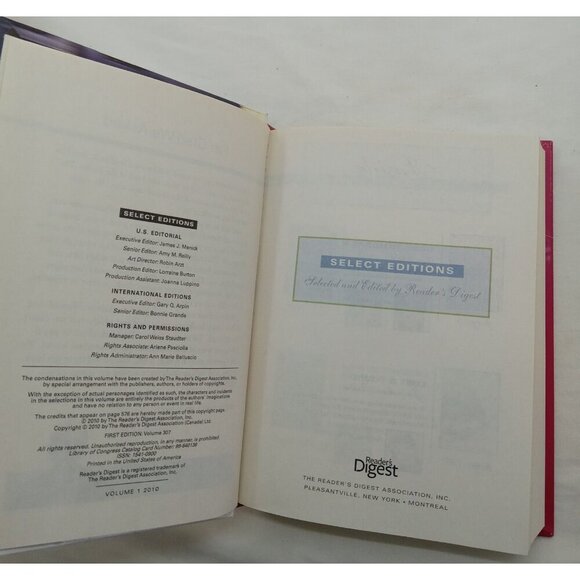 SELECT EDITIONS
U.S. EDITORIAL
Executive Editor: James J. Menick
Senior Editor: Amy M. Reilly
Art Director: Robin Arzt
Production Editor: Lorraine Burton
Production Assistant: Joanna Luppino
INTERNATIONAL EDITIONS
Executive Editor: Gary Q. Arpin
Senior Editor: Bonnie Grande
RIGHTS AND PERMISSIONS
Manager: Carol Weiss Staudter
Rights Associate: Arlene Pasciolla
Rights Administrator: Ann Marie Belluscio
The condensations in this volume have been created by The Reader's Digest Association, Inc.,
by special arrangement with the publishers, authors, or holders of copyrights.
With the exception of actual personages identified as such, the characters and incidents
in the selections in this volume are entirely the products of the authors' imaginations
and have no relation to any person or event in real life.
The credits that appear on page 576 are hereby made part of this copyright page.
© 2010 by The Reader's Digest Association, Inc.
Copyright © 2010 by The Reader's Digest Association (Canada) Ltd.
FIRST EDITION: Volume 307
All rights reserved. Unauthorized reproduction, in any manner, is prohibited.
Library of Congress Catalog Card Number:
ISSN: 1541-0900
Printed in the United States of America
Reader's Digest is a registered trademark of
The Reader's Digest Association, Inc.
VOLUME 1 2010
SELECT EDITIONS
Selected and Edited by Reader's Digest
Reader's
Digest
THE READER'S DIGEST ASSOCIATION, INC.
PLEASANTVILLE, NEW YORK • MONTREAL